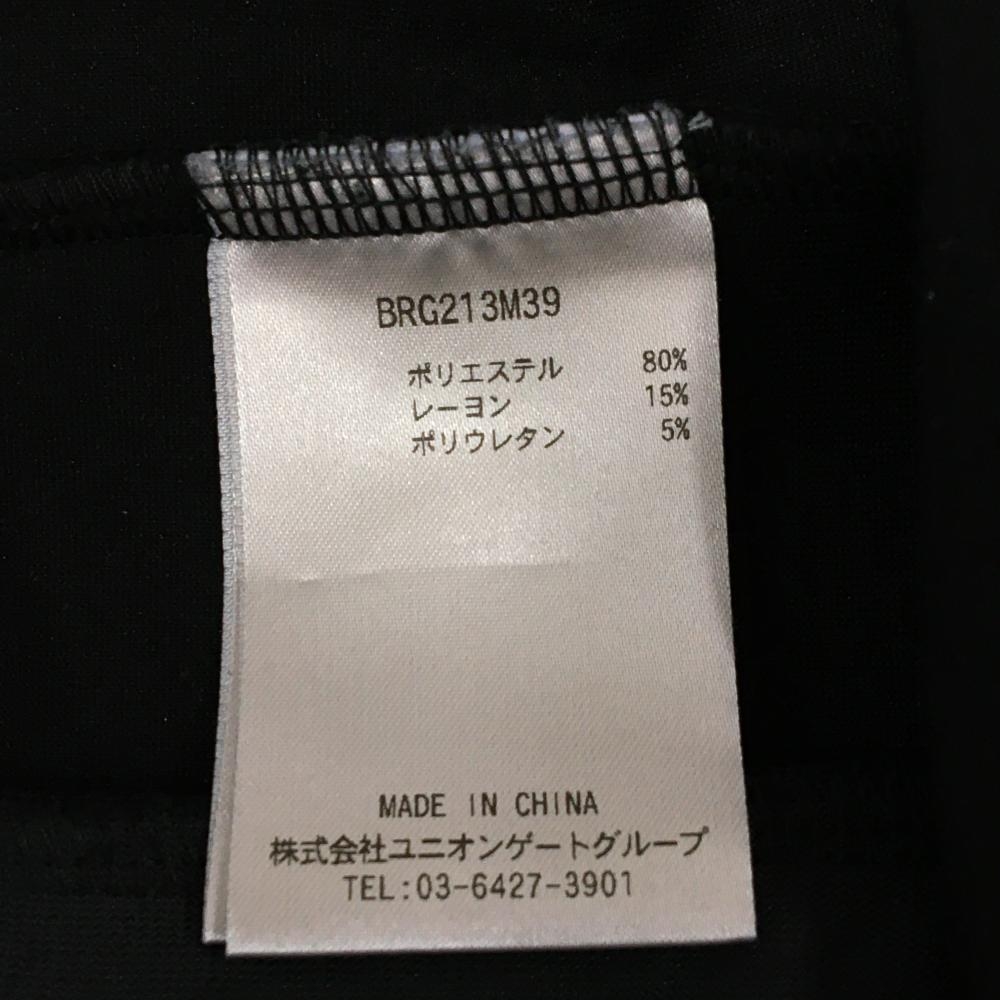 BRG213M39
ポリエステル 80%
レーヨン 15%
ポリウレタン 5%
MADE IN CHINA
株式会社ユニオンゲートグループ
TEL:03-6427-3901